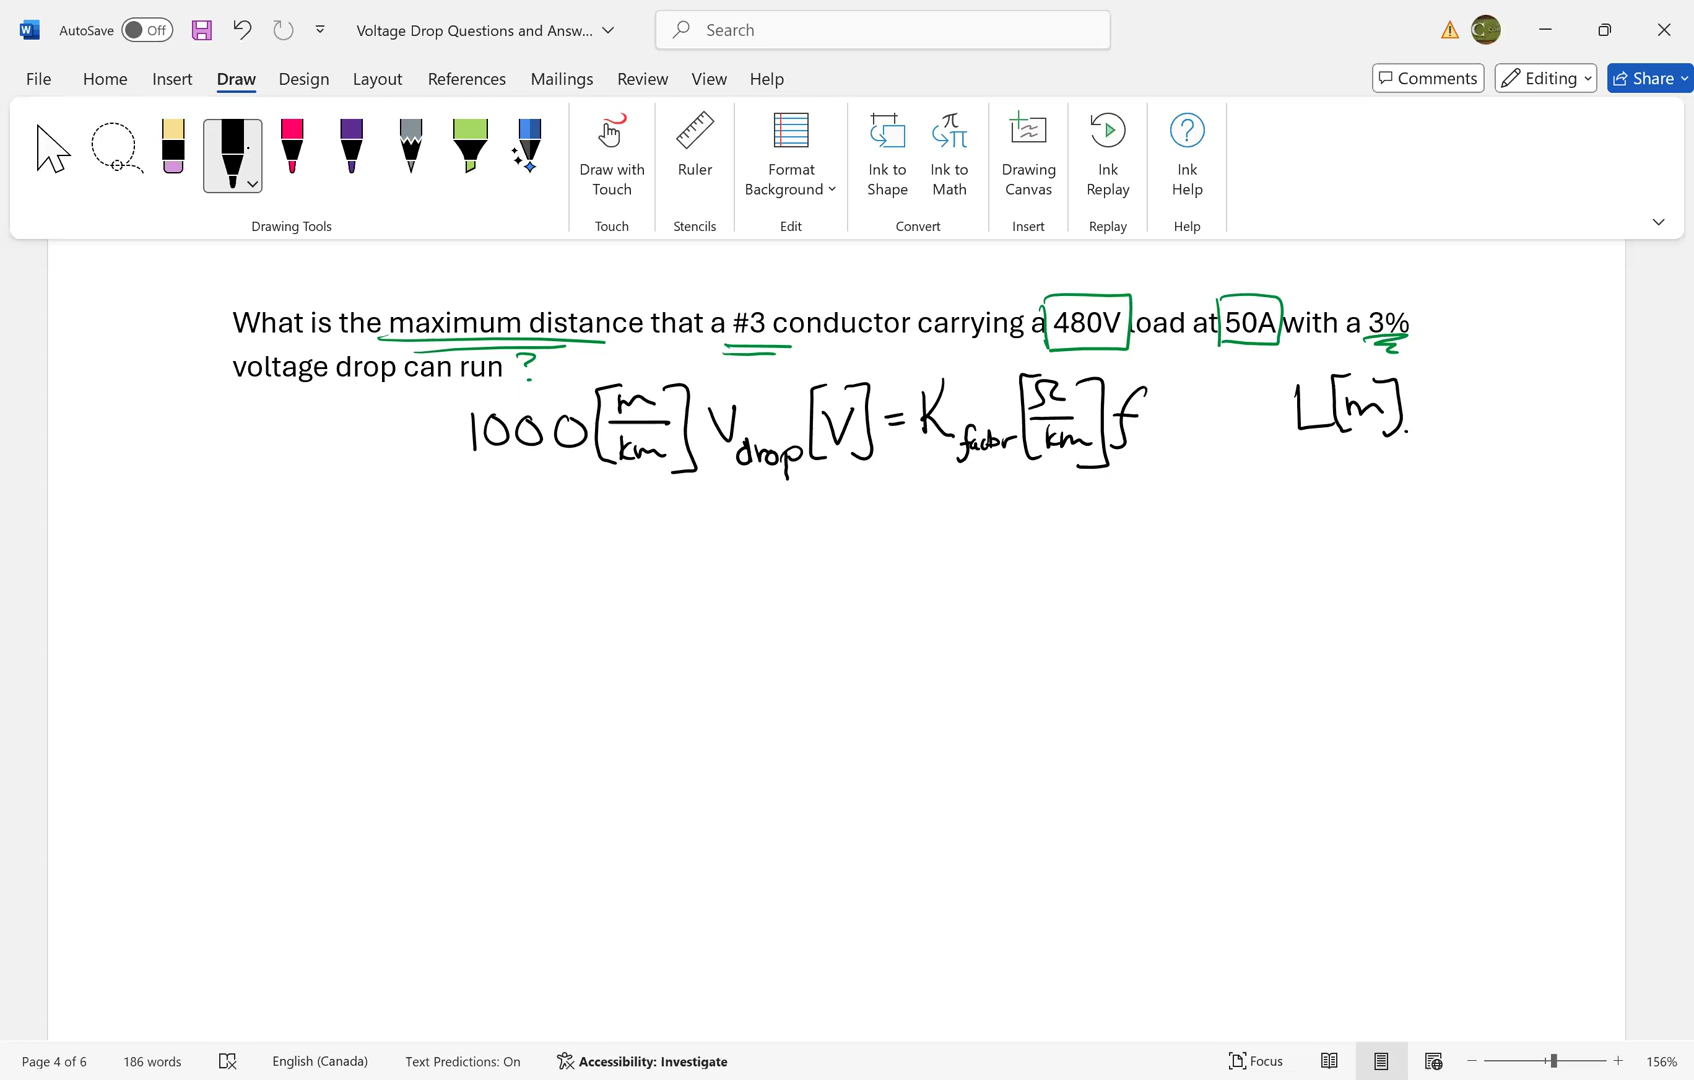 AutoSave Off Voltage Drop Questions and Answ... Search
File Home Insert Draw Design Layout References Mailings Review View Help Comments Editing Share
Draw with Touch Ruler Format Background Ink to Shape Ink to Math Drawing Canvas Ink Replay Ink Help
Drawing Tools Touch Stencils Edit Convert Insert Replay Help
What is the maximum distance that a #3 conductor carrying a 480V load at 50A with a 3%
voltage drop can run ?
1000 [m/km] V drop [V] = K factor [Ω/km] f L[m].
Page 4 of 6 186 words English (Canada) Text Predictions: On Accessibility: Investigate Focus 156%